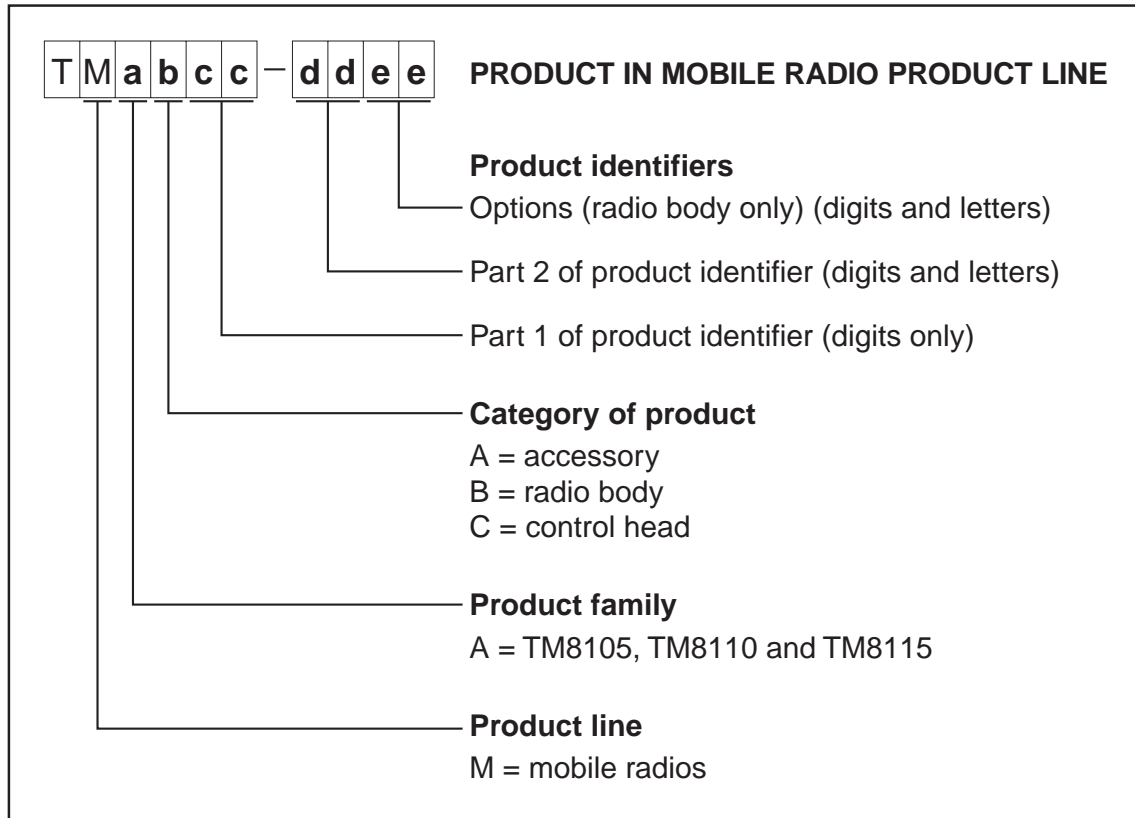 TMabcc – ddee PRODUCT IN MOBILE RADIO PRODUCT LINE
Product identifiers
Options (radio body only) (digits and letters)
Part 2 of product identifier (digits and letters)
Part 1 of product identifier (digits only)
Category of product
A = accessory
B = radio body
C = control head
Product family
A = TM8105, TM8110 and TM8115
Product line
M = mobile radios